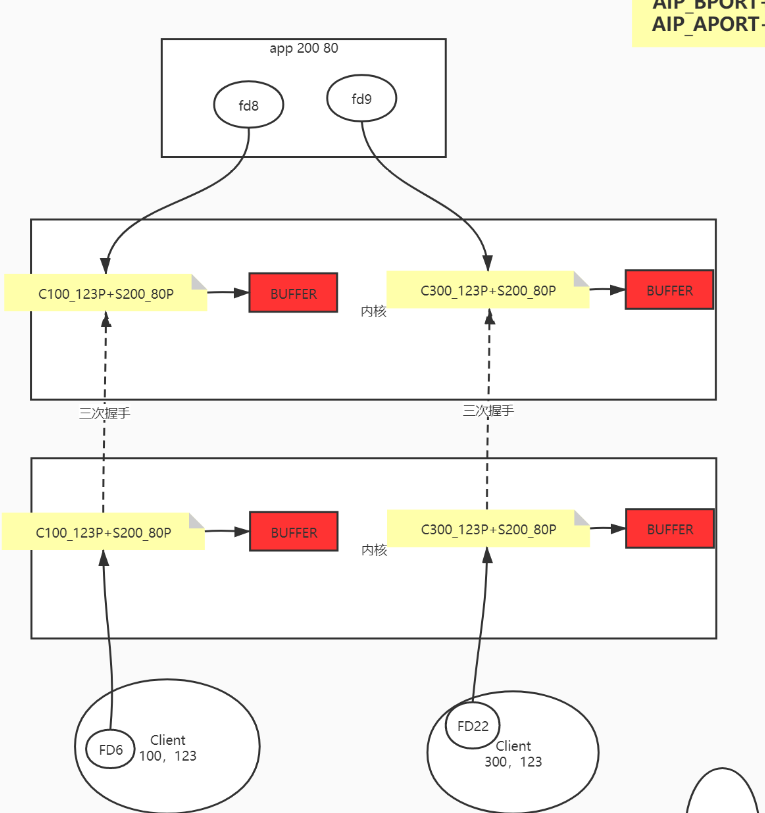 AIP_BPORT-
AIP_APORT-
app 200 80
fd8
fd9
C100_123P+S200_80P
BUFFER
内核
C300_123P+S200_80P
BUFFER
三次握手
三次握手
C100_123P+S200_80P
BUFFER
内核
C300_123P+S200_80P
BUFFER
FD6
Client
100，123
FD22
Client
300，123